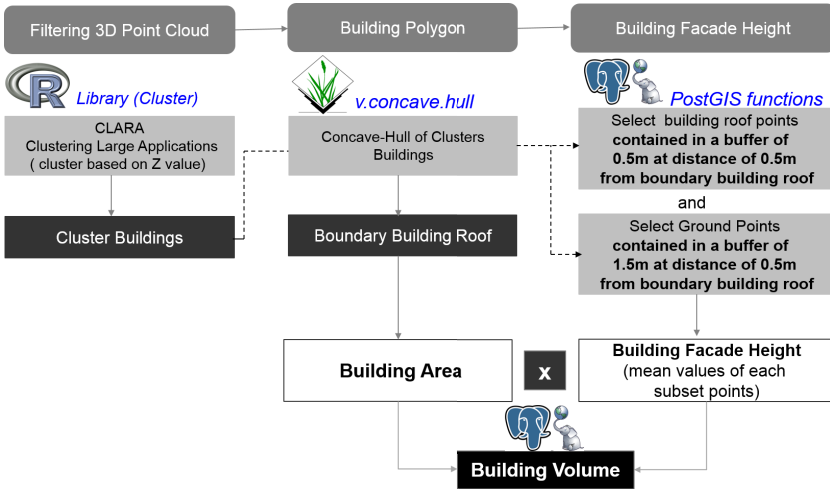 Filtering 3D Point Cloud
Building Polygon
Building Facade Height
R
Library (Cluster)
v.concave.hull
PostGIS functions
CLARA
Clustering Large Applications
( cluster based on Z value)
Concave-Hull of Clusters
Buildings
Select building roof points
contained in a buffer of
0.5m at distance of 0.5m
from boundary building roof
and
Cluster Buildings
Boundary Building Roof
Select Ground Points
contained in a buffer of
1.5m at distance of 0.5m
from boundary building roof
Building Area
x
Building Facade Height
(mean values of each
subset points)
Building Volume